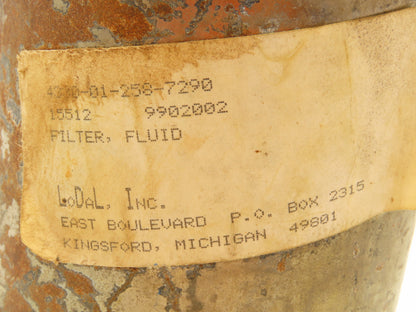 4330-01-258-7290
15512 9902002
FILTER, FLUID
LoDaL, Inc.
EAST BOULEVARD P.O. BOX 2315
KINGSFORD, MICHIGAN 49801